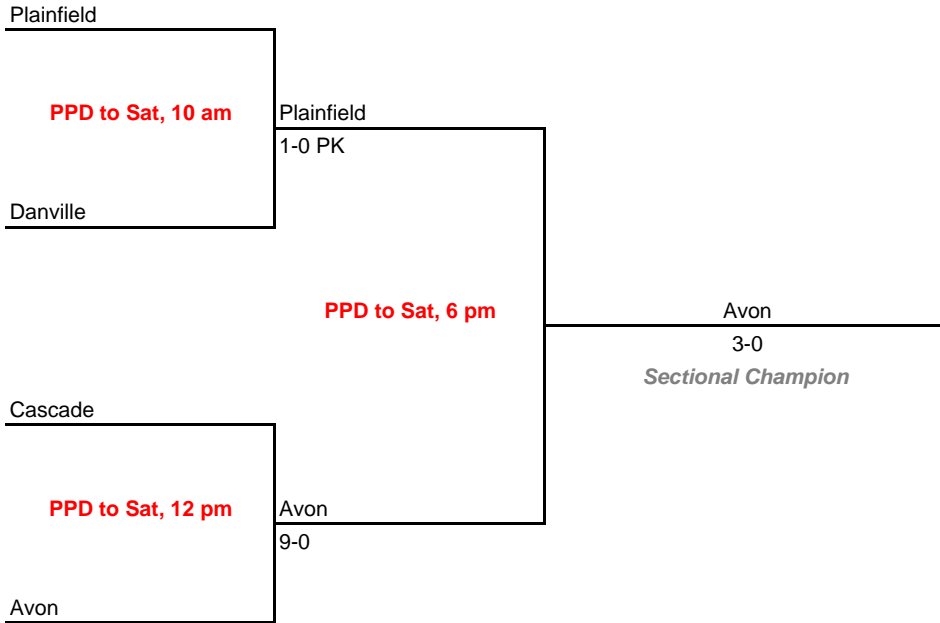 Plainfield
PPD to Sat, 10 am
Plainfield
1-0 PK
Danville
PPD to Sat, 6 pm
Avon
3-0
Sectional Champion
Cascade
PPD to Sat, 12 pm
Avon
9-0
Avon